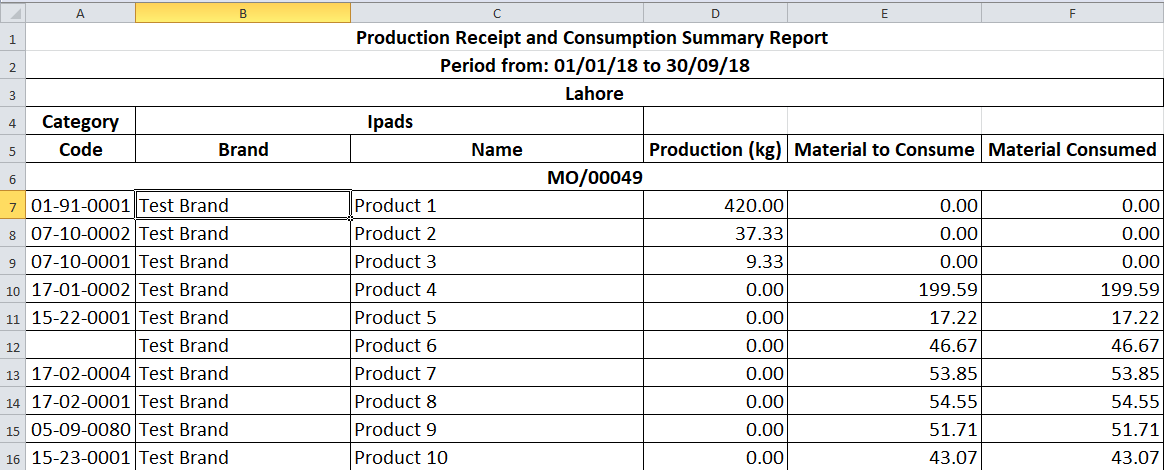 A B C D E F
1 Production Receipt and Consumption Summary Report
2 Period from: 01/01/18 to 30/09/18
3 Lahore
4 Category Ipads
5 Code Brand Name Production (kg) Material to Consume Material Consumed
6 MO/00049
7 01-91-0001 Test Brand Product 1 420.00 0.00 0.00
8 07-10-0002 Test Brand Product 2 37.33 0.00 0.00
9 07-10-0001 Test Brand Product 3 9.33 0.00 0.00
10 17-01-0002 Test Brand Product 4 0.00 199.59 199.59
11 15-22-0001 Test Brand Product 5 0.00 17.22 17.22
12 Test Brand Product 6 0.00 46.67 46.67
13 17-02-0004 Test Brand Product 7 0.00 53.85 53.85
14 17-02-0001 Test Brand Product 8 0.00 54.55 54.55
15 05-09-0080 Test Brand Product 9 0.00 51.71 51.71
16 15-23-0001 Test Brand Product 10 0.00 43.07 43.07